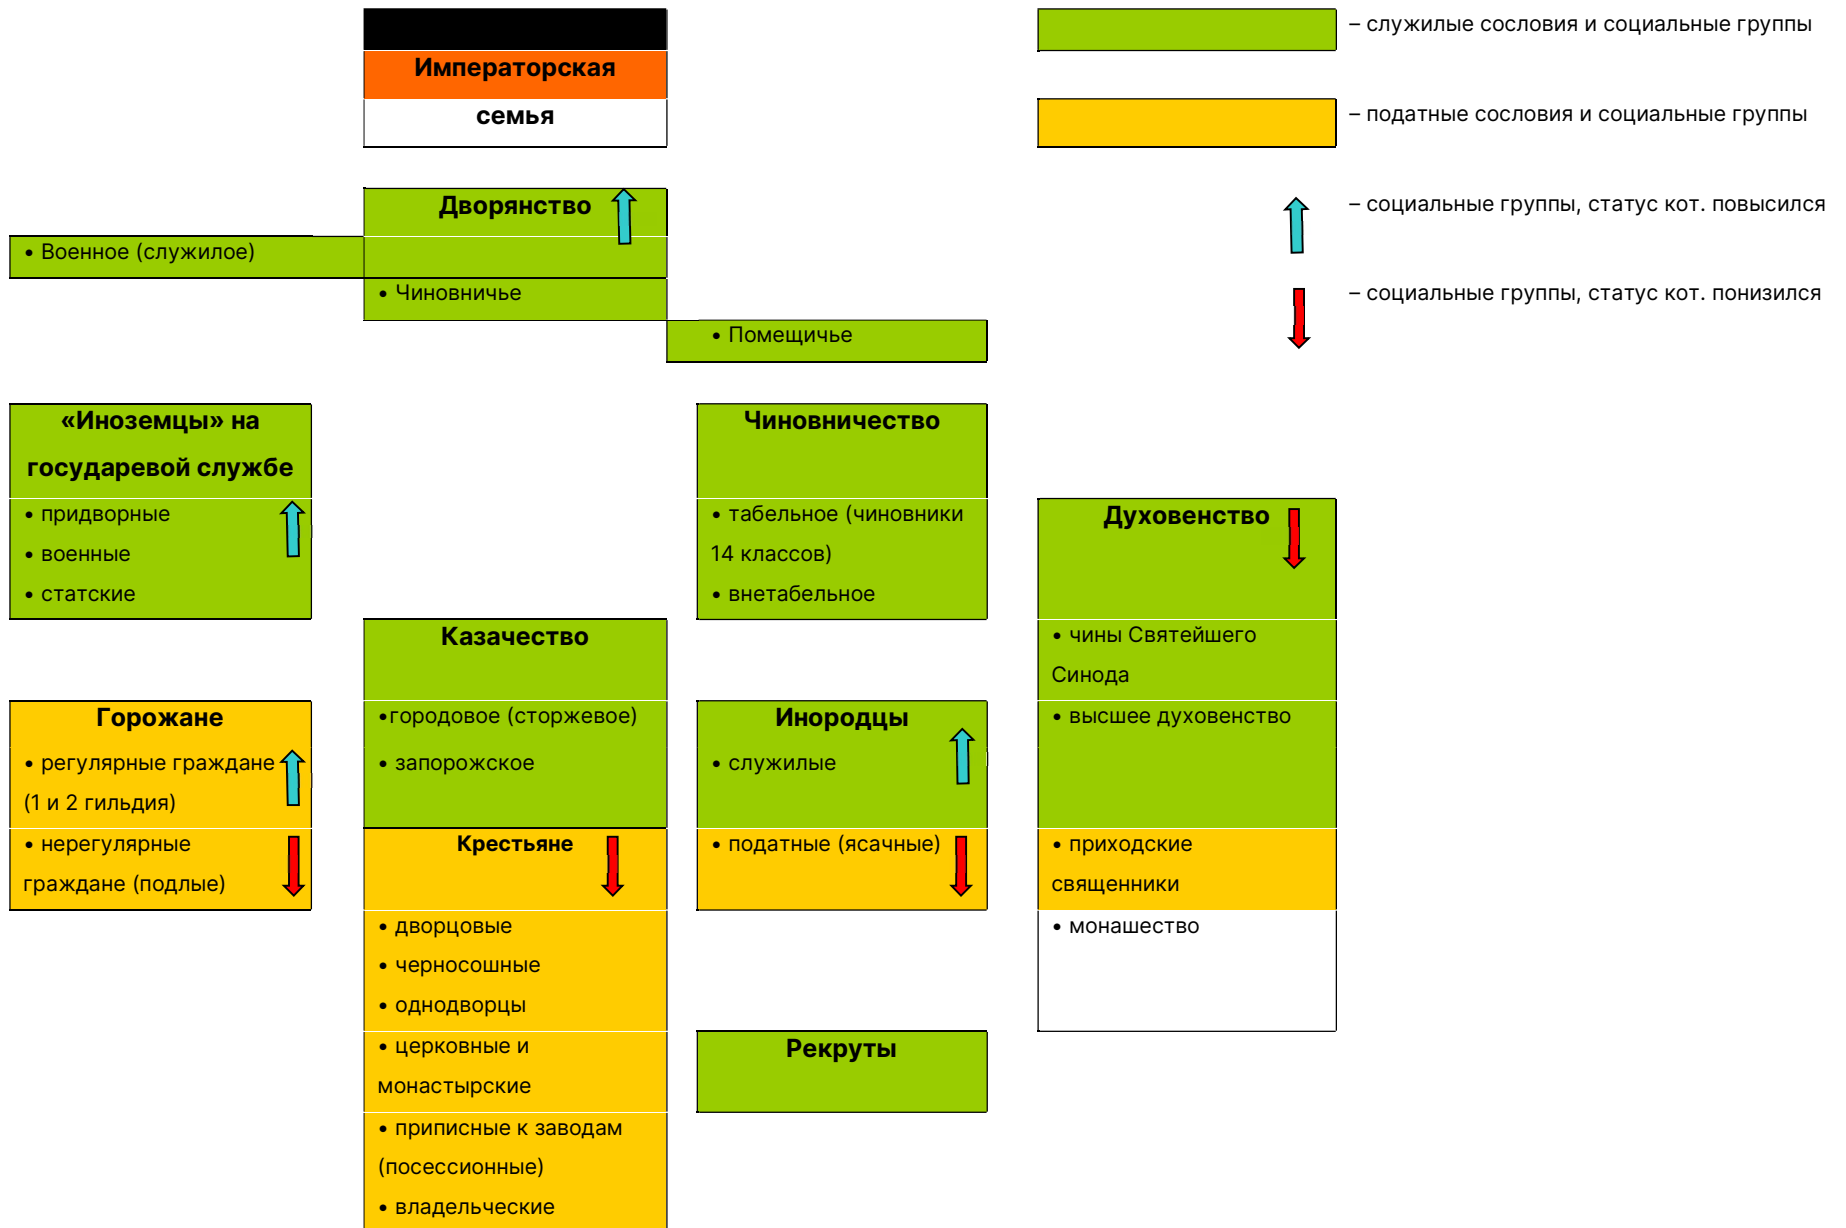 Императорская
семья
– служилые сословия и социальные группы
– податные сословия и социальные группы
– социальные группы, статус кот. повысился
– социальные группы, статус кот. понизился
Дворянство
• Военное (служилое)
• Чиновничье
• Помещичье
«Иноземцы» на
государевой службе
• придворные
• военные
• статские
Чиновничество
• табельное (чиновники
14 классов)
• внетабельное
Духовенство
• чины Святейшего
Синода
• высшее духовенство
• приходские
священники
• монашество
Казачество
•городовое (сторжевое)
• запорожское
Горожане
• регулярные граждане
(1 и 2 гильдия)
• нерегулярные
граждане (подлые)
Инородцы
• служилые
• податные (ясачные)
Крестьяне
• дворцовые
• черносошные
• однодворцы
• церковные и
монастырские
• приписные к заводам
(посессионные)
• владельческие
Рекруты